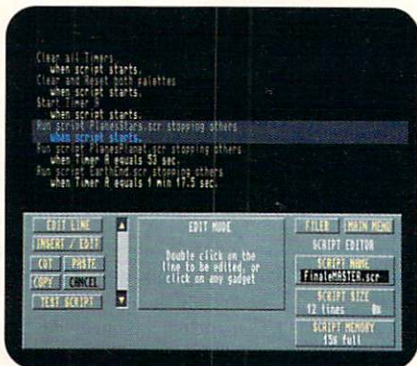 Clear all Timers
when script starts.
Clear and Reset both palettes
when script starts.
Start Timer A
when script starts.
Run script PlanesStars.scr stopping others
when script starts.
Run script stopping others
when Timer A equals 53 sec.
Run script EarthEnd.scr stopping others
when Timer A equals 1 min 17.5 sec.
EDIT LINE
INSERT / EDIT
CUT PASTE
COPY CANCEL
TEST SCRIPT
EDIT MODE
Double click on the
line to be edited, or
click on any gadget
FILER MAIN MENU
SCRIPT EDITOR
SCRIPT NAME
FinaleMASTER.scr
SCRIPT SIZE
12 lines
SCRIPT MEMORY
15% full